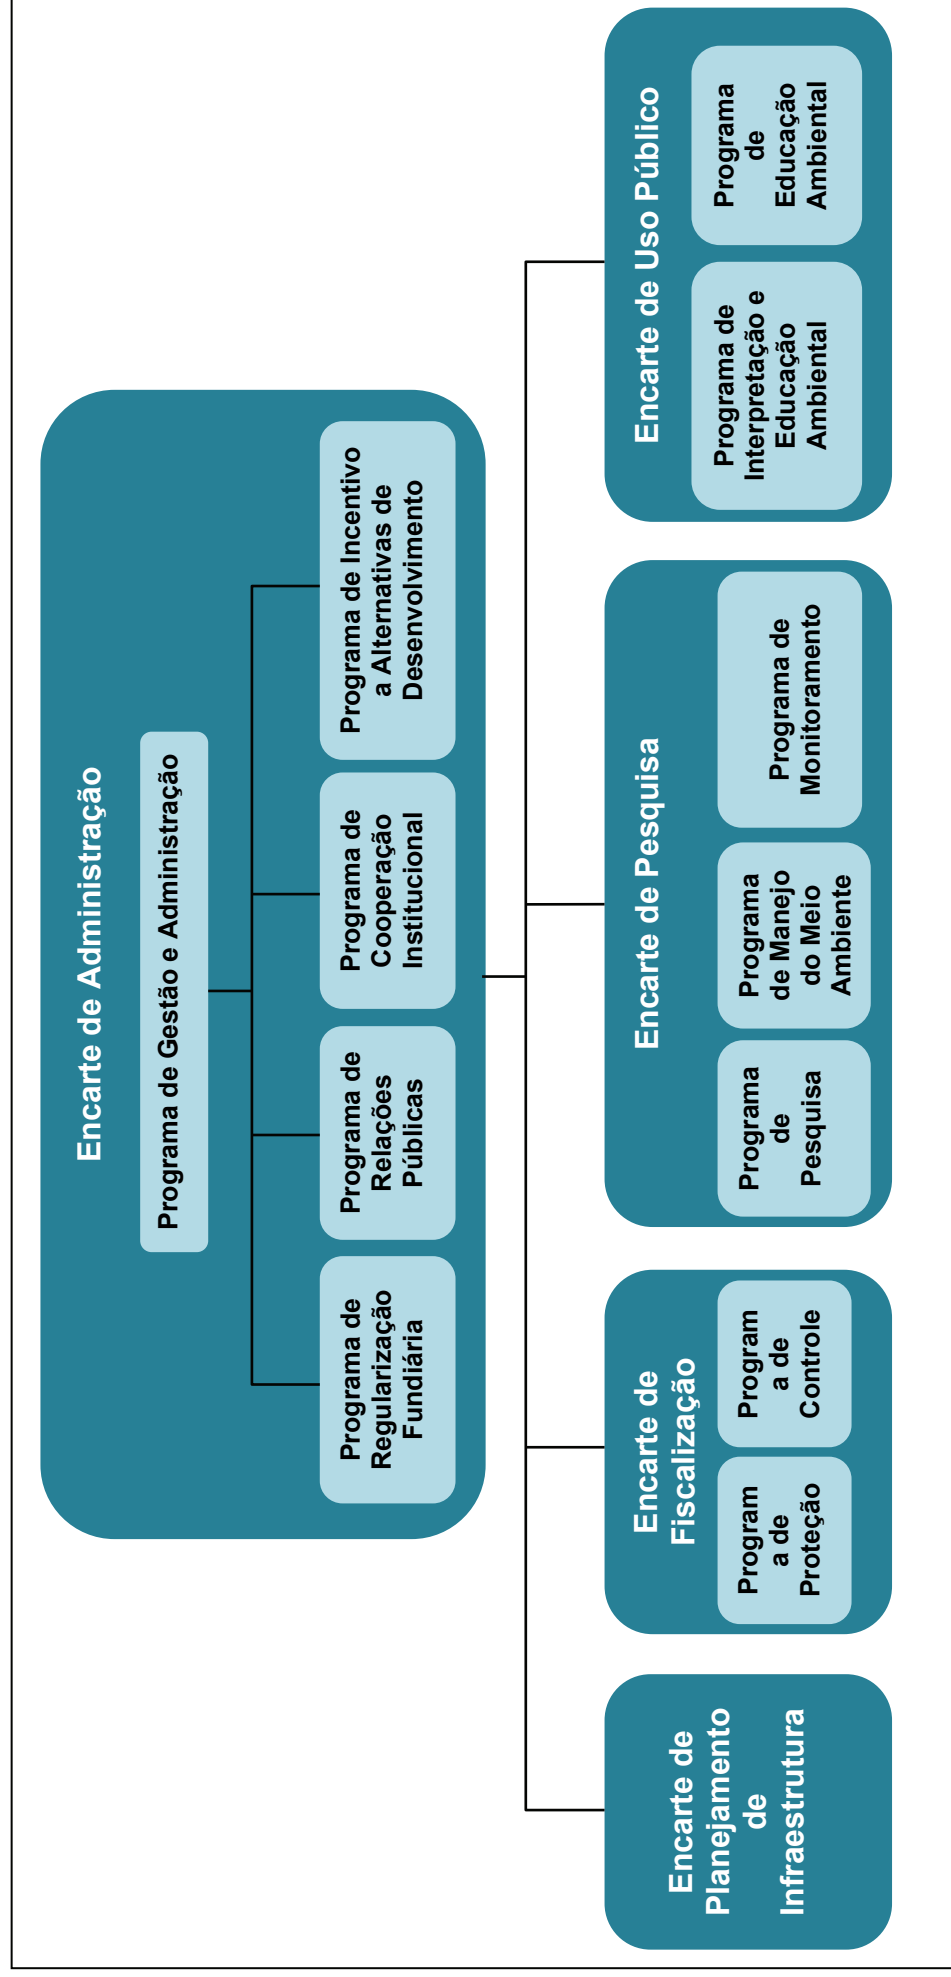 Encarte de Administração
Programa de Gestão e Administração
Programa de
Regularização
Fundiária
Programa de
Relações
Públicas
Programa de
Cooperação
Institucional
Programa de Incentivo
a Alternativas de
Desenvolvimento
Encarte de
Planejamento
de
Infraestrutura
Encarte de
Fiscalização
Program
a de
Proteção
Program
a de
Controle
Encarte de Pesquisa
Programa
de
Pesquisa
Programa
de Manejo
do Meio
Ambiente
Programa de
Monitoramento
Encarte de Uso Público
Programa de
Interpretação e
Educação
Ambiental
Programa
de
Educação
Ambiental